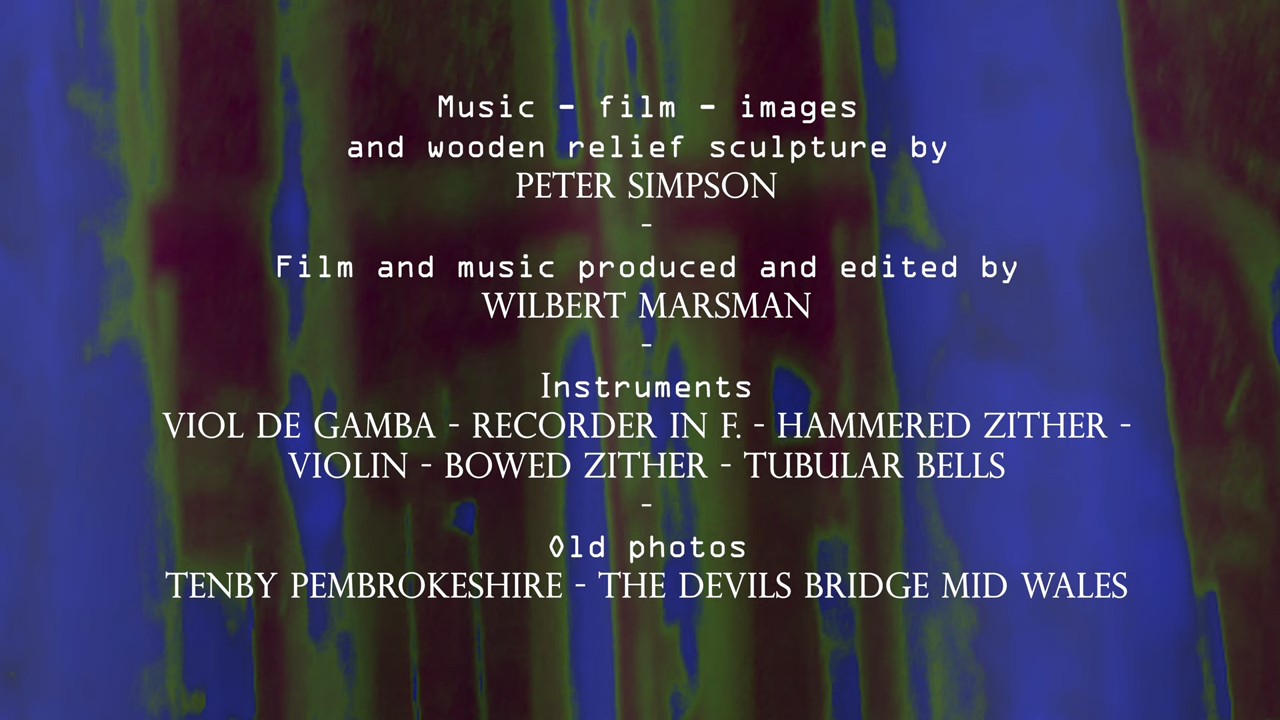 Music - film - images
and wooden relief sculpture by
PETER SIMPSON
-
Film and music produced and edited by
WILBERT MARSMAN
-
Instruments
VIOL DE GAMBA - RECORDER IN F. - HAMMERED ZITHER -
VIOLIN - BOWED ZITHER - TUBULAR BELLS
-
Old photos
TENBY PEMBROKESHIRE - THE DEVILS BRIDGE MID WALES